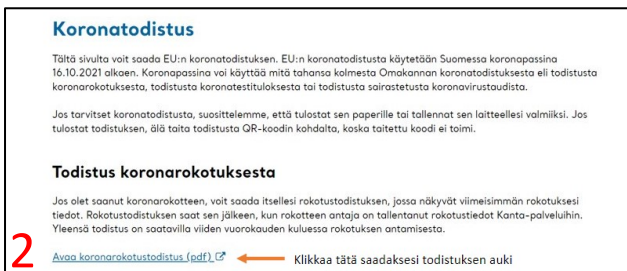 Koronatodistus
Tältä sivulta voit saada EU:n koronatodistuksen. EU:n koronatodistusta käytetään Suomessa koronapassina
16.10.2021 alkaen. Koronapassina voi käyttää mitä tahansa kolmesta Omakannan koronatodistuksesta eli todistusta
koronarokotuksesta, todistusta koronatestituloksesta tai todistusta sairastetusta koronavirustaudista.
Jos tarvitset koronatodistusta, suosittelemme, että tulostat sen paperille tai tallennat sen laitteellesi valmiiksi. Jos
tulostat todistuksen, älä taita todistusta QR-koodin kohdalta, koska taitettu koodi ei toimi.
Todistus koronarokotuksesta
Jos olet saanut koronarokotteen, voit saada itsellesi rokotustodistuksen, jossa näkyvät viimeisimmän rokotuksesi
tiedot. Rokotustodistuksen saat sen jälkeen, kun rokotteen antaja on tallentanut rokotustiedot Kanta-palveluihin.
Yleensä todistus on saatavilla viiden vuorokauden kuluessa rokotuksen antamisesta.
2 Avaa koronarokotustodistus (pdf) Klikkaa tätä saadaksesi todistuksen auki